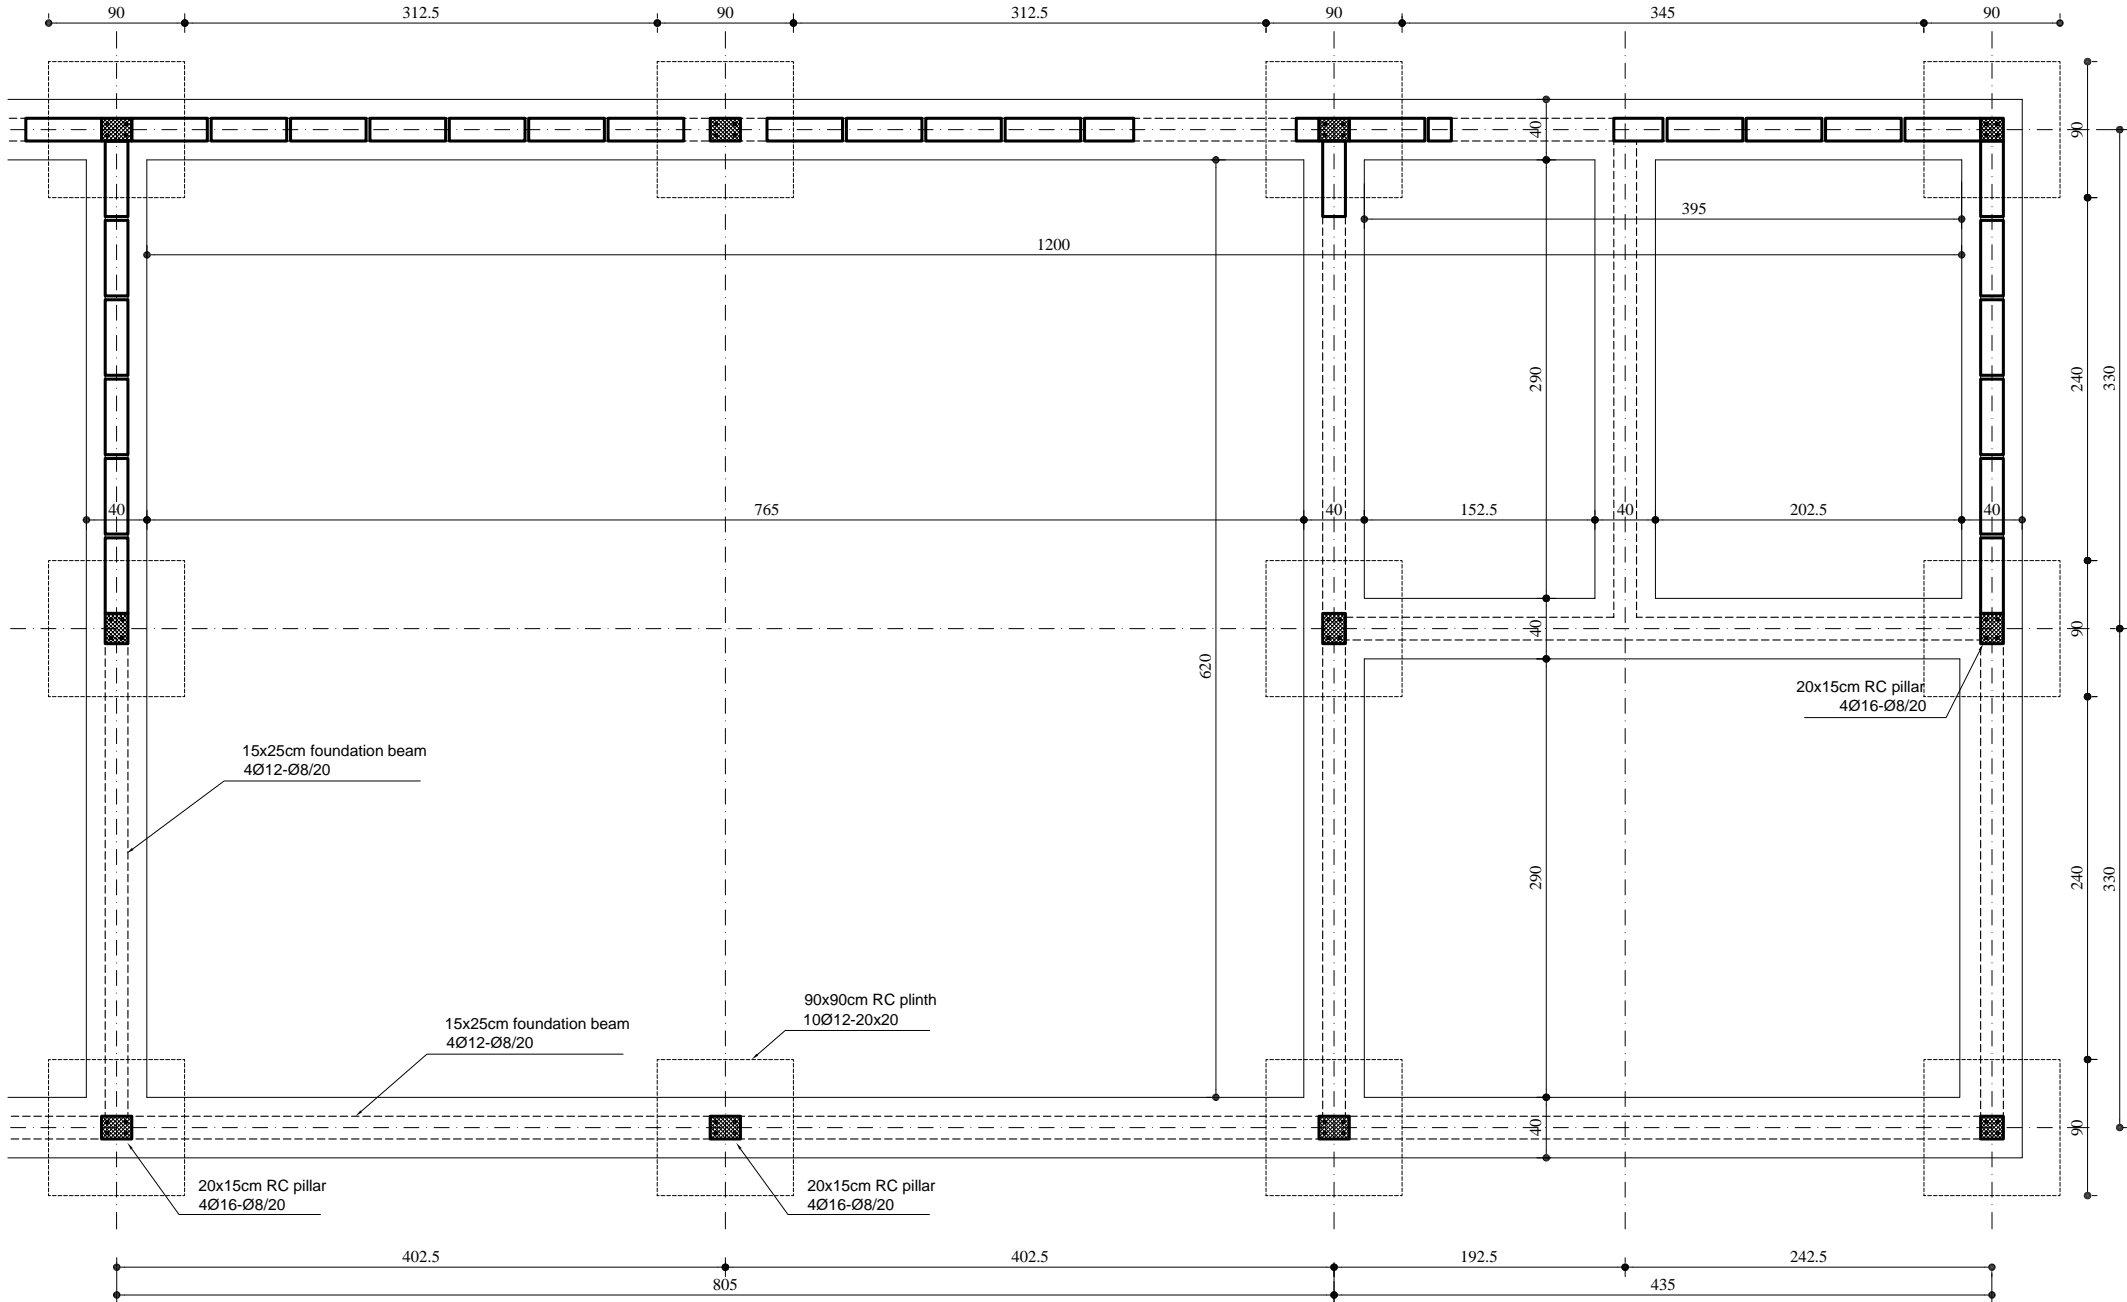 90 312.5 90 312.5 90 345 90
40
90
395
1200
290
240
330
40 765 40 152.5 40 202.5 40
40
90
620
20x15cm RC pillar
4Ø16-Ø8/20
15x25cm foundation beam
4Ø12-Ø8/20
290
240
330
90x90cm RC plinth
10Ø12-20x20
15x25cm foundation beam
4Ø12-Ø8/20
40
90
20x15cm RC pillar
4Ø16-Ø8/20
20x15cm RC pillar
4Ø16-Ø8/20
402.5 402.5 192.5 242.5
805 435